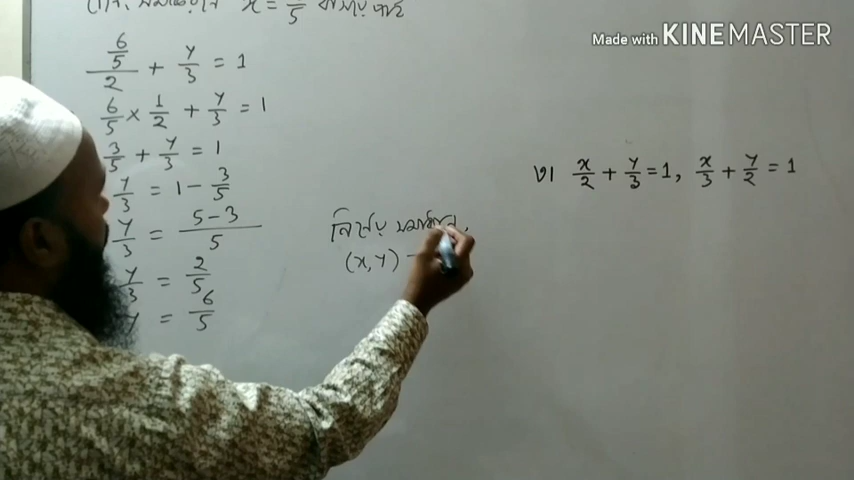 Made with KINEMASTER
x = 6/5
(6/5)/2 + y/3 = 1
6/5 × 1/2 + y/3 = 1
3/5 + y/3 = 1
y/3 = 1 - 3/5
y/3 = (5-3)/5
y/3 = 2/5
y = 6/5
নির্ণেয় সমাধান,
(x, y)
৬। x/2 + y/3 = 1, x/3 + y/2 = 1